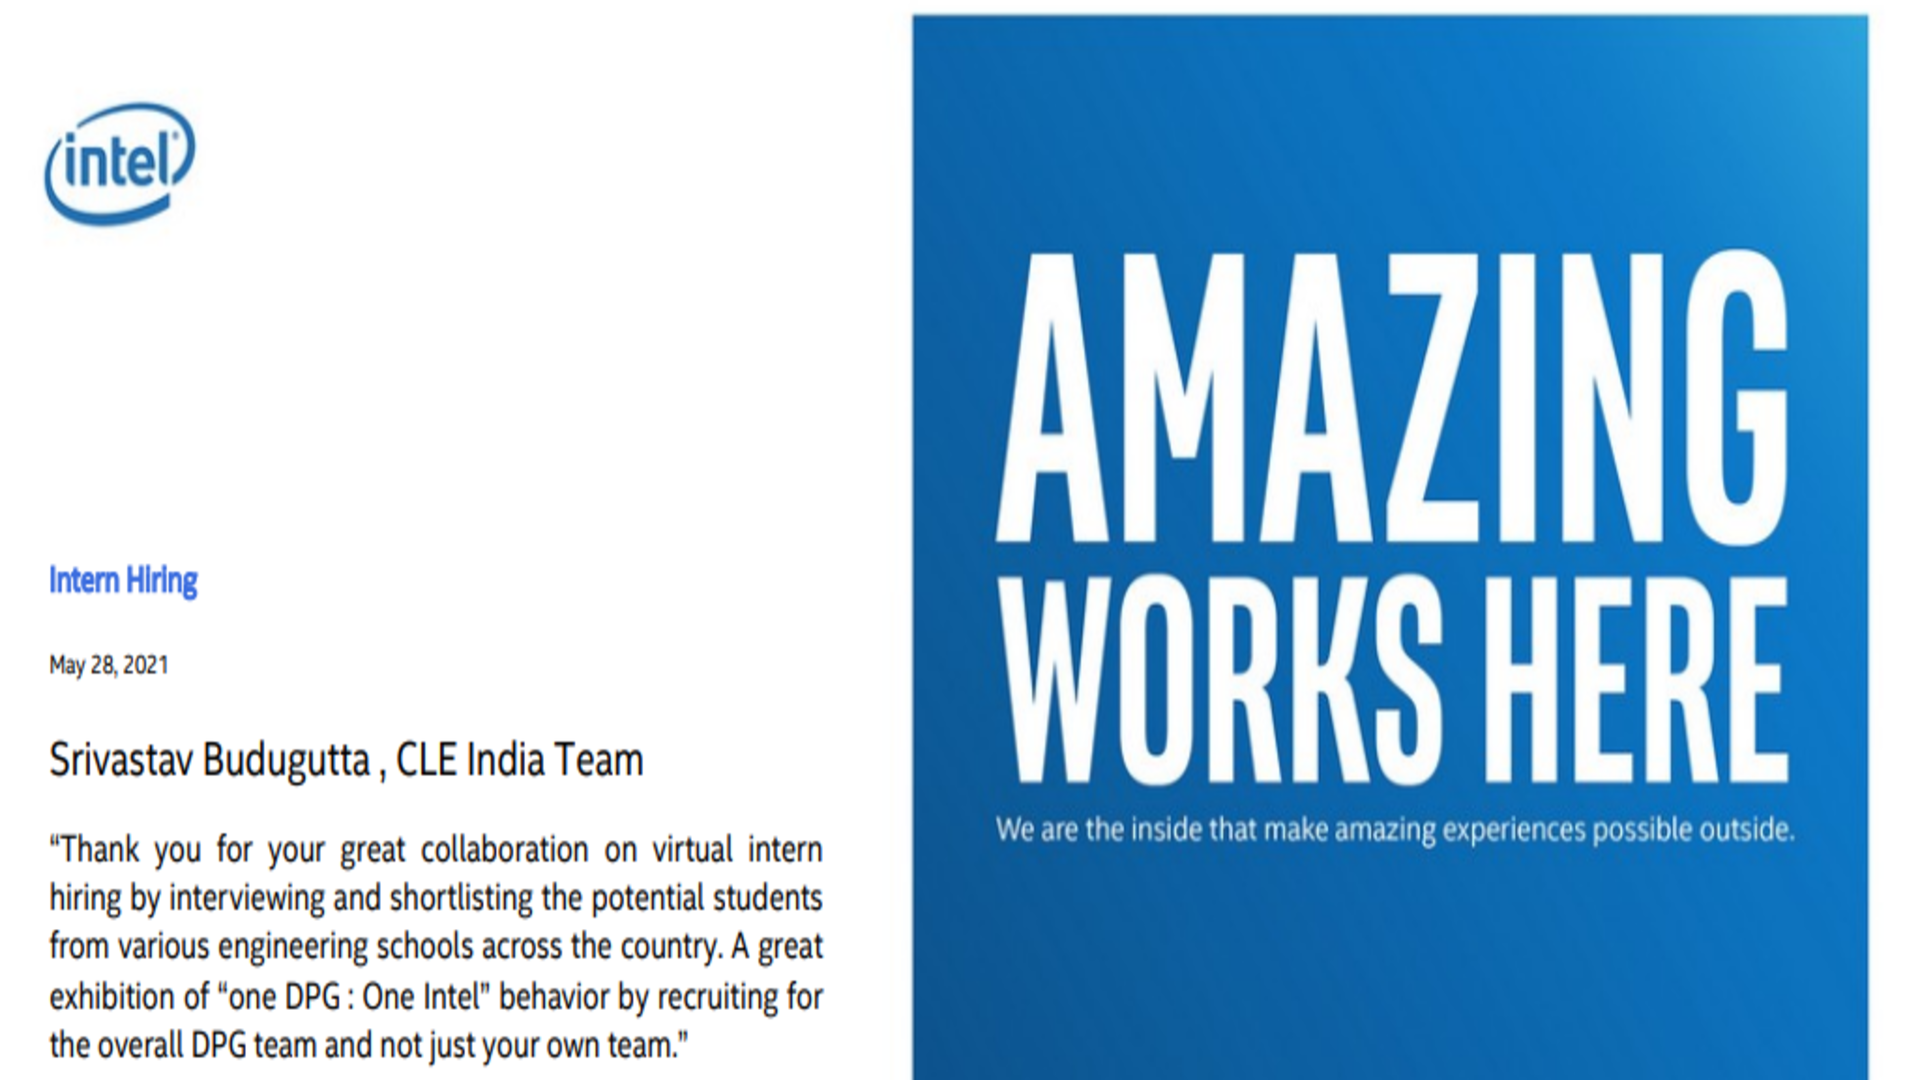 intel
Intern Hiring
May 28, 2021
Srivastav Budugutta , CLE India Team
“Thank you for your great collaboration on virtual intern
hiring by interviewing and shortlisting the potential students
from various engineering schools across the country. A great
exhibition of “one DPG : One Intel” behavior by recruiting for
the overall DPG team and not just your own team.”
AMAZING
WORKS HERE
We are the inside that make amazing experiences possible outside.